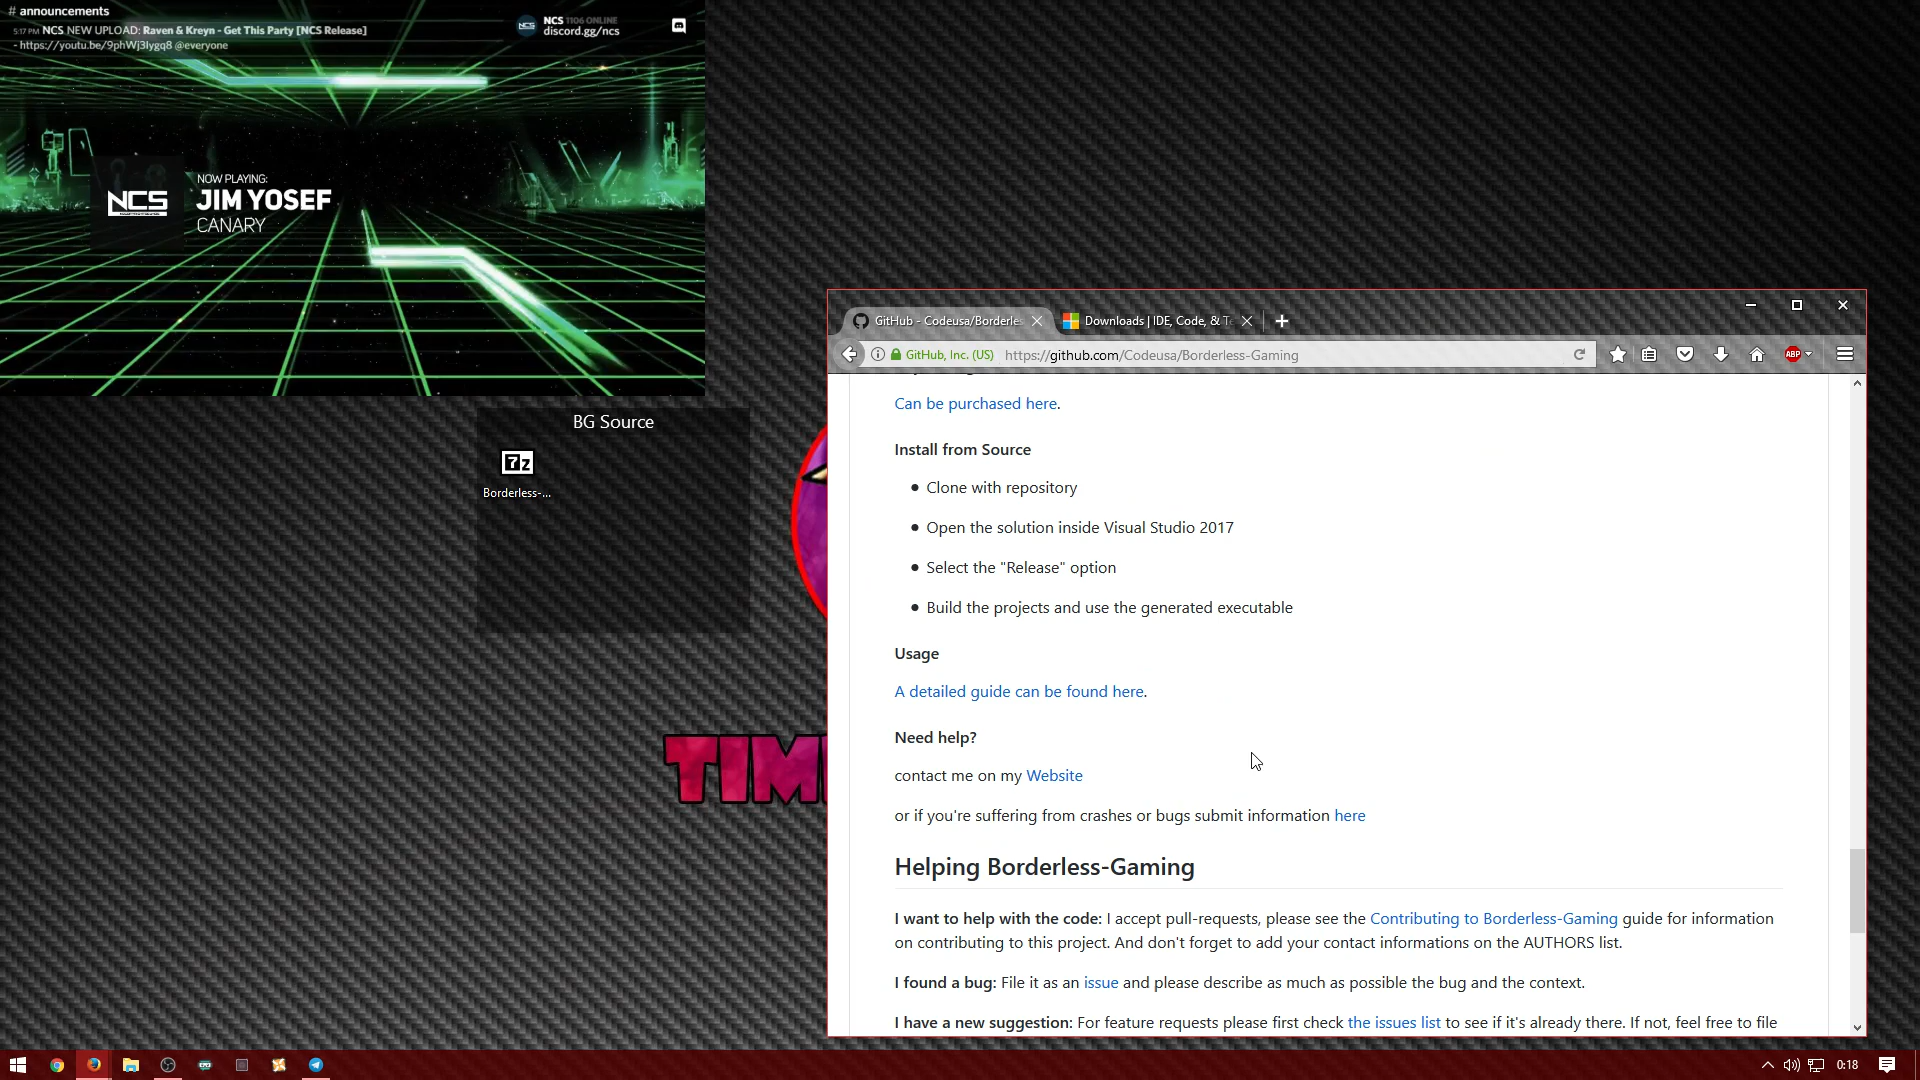 # announcements
5:17 PM NCS NEW UPLOAD: Raven & Kreyn - Get This Party [NCS Release]
- https://youtu.be/9phWj3Iygq8 @everyone
NCS 1106 ONLINE
discord.gg/ncs
NCS
NOW PLAYING:
JIM YOSEF
CANARY
BG Source
7z
Borderless-...
TIM
GitHub - Codeusa/Borderles
Downloads | IDE, Code, & Te
GitHub, Inc. (US)
https://github.com/Codeusa/Borderless-Gaming
ABP
Can be purchased here.
Install from Source
Clone with repository
Open the solution inside Visual Studio 2017
Select the "Release" option
Build the projects and use the generated executable
Usage
A detailed guide can be found here.
Need help?
contact me on my Website
or if you're suffering from crashes or bugs submit information here
Helping Borderless-Gaming
I want to help with the code: I accept pull-requests, please see the Contributing to Borderless-Gaming guide for information
on contributing to this project. And don't forget to add your contact informations on the AUTHORS list.
I found a bug: File it as an issue and please describe as much as possible the bug and the context.
I have a new suggestion: For feature requests please first check the issues list to see if it's already there. If not, feel free to file
0:18